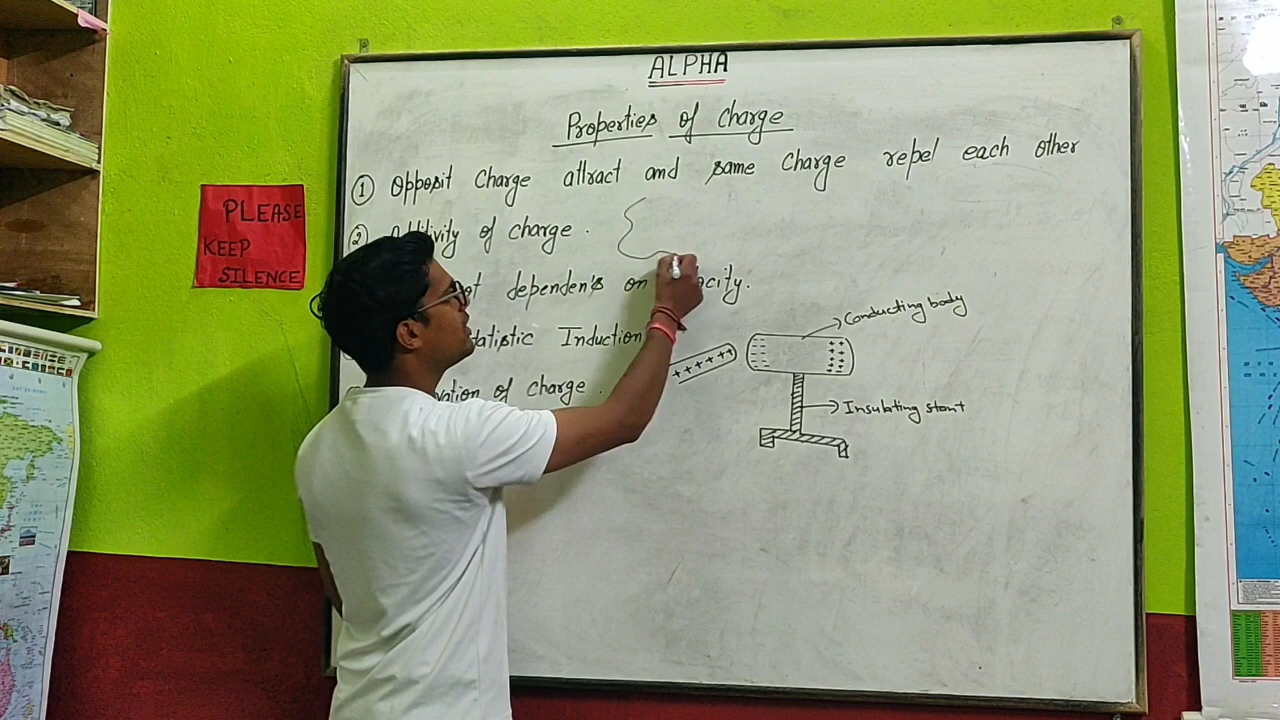 ALPHA
Properties of charge
① Opposit Charge attract and same Charge repel each other
② of charge .
dependen's on
Induction
of charge .
Conducting body
++++++
Insulating stant
PLEASE
KEEP
SILENCE